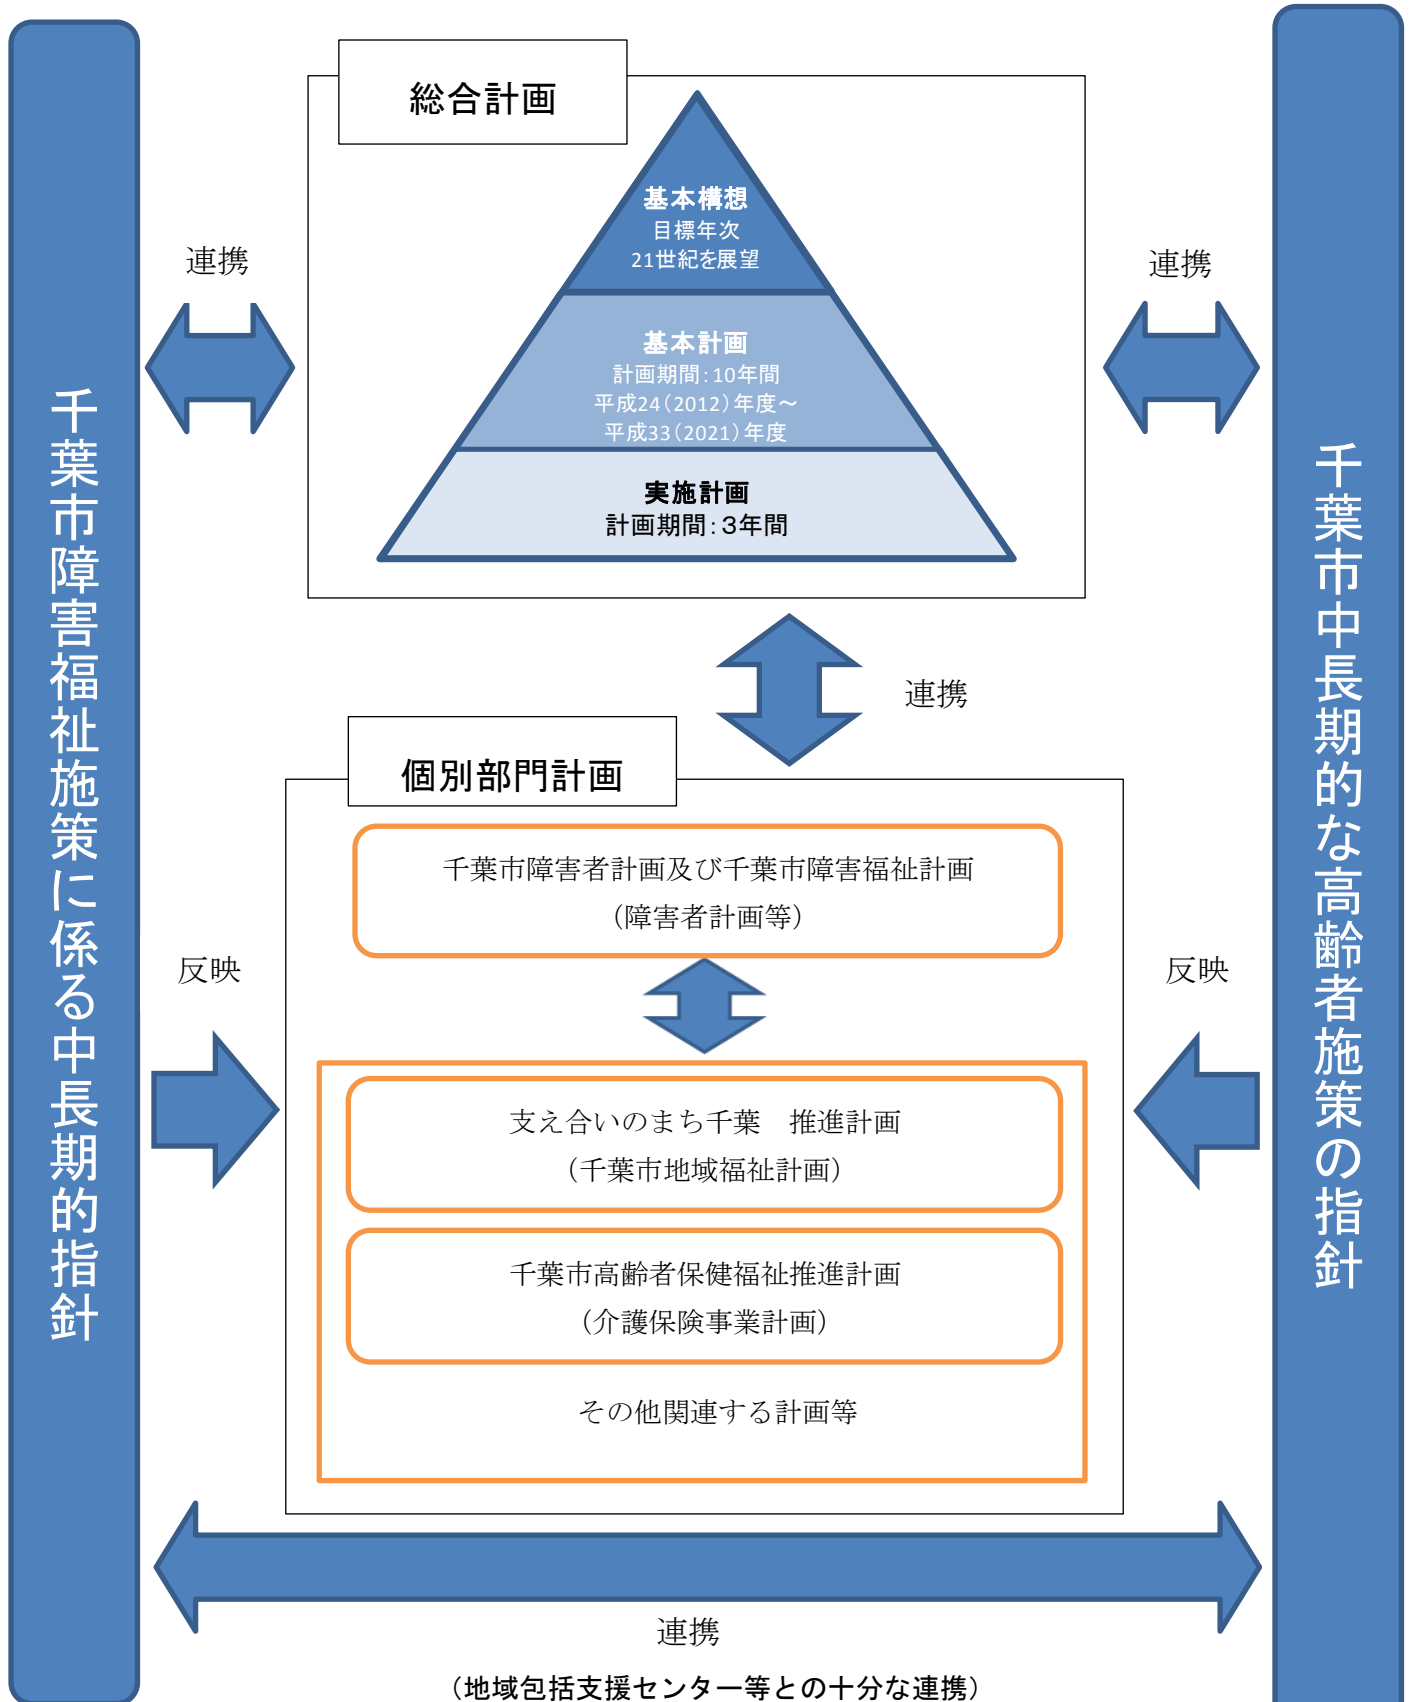 総合計画
基本構想
目標年次
21世紀を展望
基本計画
計画期間：10年間
平成24（2012）年度～
平成33（2021）年度
実施計画
計画期間：3年間
連携
連携
千葉市障害福祉施策に係る中長期的指針
千葉市中長期的な高齢者施策の指針
連携
個別部門計画
千葉市障害者計画及び千葉市障害福祉計画
（障害者計画等）
反映
反映
支え合いのまち千葉　推進計画
（千葉市地域福祉計画）
千葉市高齢者保健福祉推進計画
（介護保険事業計画）
その他関連する計画等
連携
（地域包括支援センター等との十分な連携）